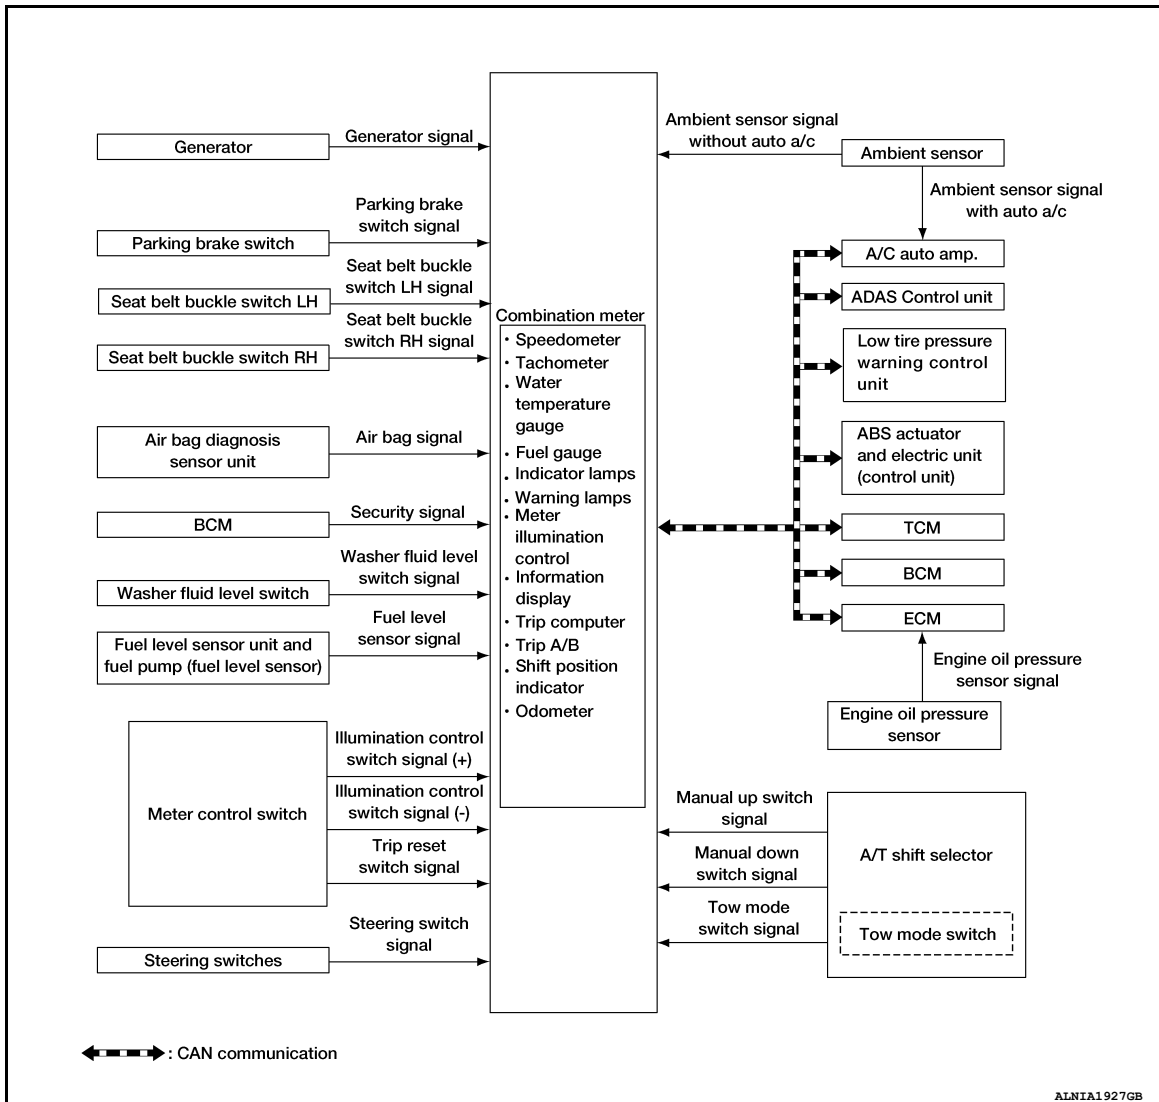 Generator
Generator signal
Parking brake
switch signal
Parking brake switch
Seat belt buckle
switch LH signal
Seat belt buckle switch LH
Seat belt buckle
switch RH signal
Seat belt buckle switch RH
Air bag diagnosis
sensor unit
Air bag signal
BCM
Security signal
Washer fluid level
switch signal
Washer fluid level switch
Fuel level
sensor signal
Fuel level sensor unit and
fuel pump (fuel level sensor)
Meter control switch
Illumination control
switch signal (+)
Illumination control
switch signal (-)
Trip reset
switch signal
Steering switch
signal
Steering switches
Combination meter
· Speedometer
· Tachometer
· Water
temperature
gauge
· Fuel gauge
· Indicator lamps
· Warning lamps
· Meter
illumination
control
· Information
display
· Trip computer
· Trip A/B
· Shift position
indicator
· Odometer
Ambient sensor signal
without auto a/c
Ambient sensor
Ambient sensor signal
with auto a/c
A/C auto amp.
ADAS Control unit
Low tire pressure
warning control
unit
ABS actuator
and electric unit
(control unit)
TCM
BCM
ECM
Engine oil pressure
sensor signal
Engine oil pressure
sensor
Manual up switch
signal
Manual down
switch signal
Tow mode
switch signal
A/T shift selector
Tow mode switch
: CAN communication
ALNIA1927GB